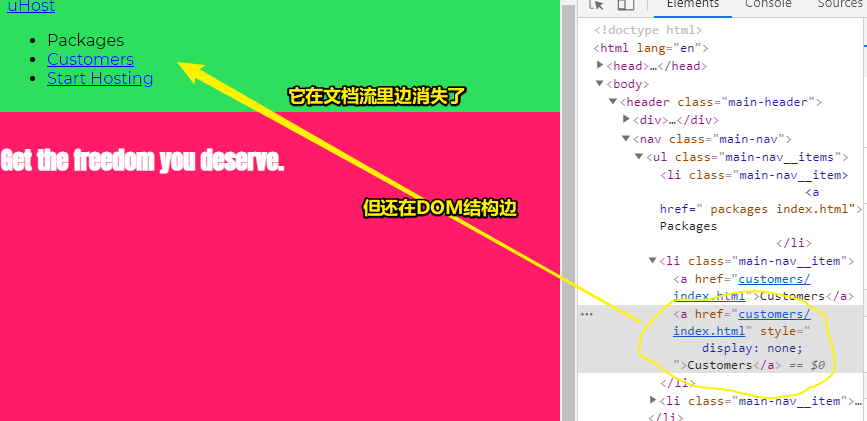 uHost
Packages
Customers
Start Hosting
它在文档流里边消失了
Get the freedom you deserve.
但还在DOM结构边
Elements Console Sources
<!doctype html>
<html lang="en">
<head>…</head>
<body>
<header class="main-header">
<div>…</div>
<nav class="main-nav">
<ul class="main-nav__items">
<li class="main-nav__item>
<a
href=" packages index.html">
Packages
</li>
<li class="main-nav__item">
<a href="customers/
index.html">Customers</a>
<a href="customers/
index.html" style="
display: none;
">Customers</a> == $0
</li>
<li class="main-nav__item">…
</li>